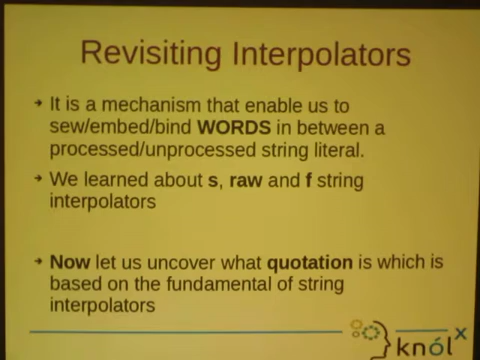 Revisiting Interpolators
It is a mechanism that enable us to
sew/embed/bind WORDS in between a
processed/unprocessed string literal.
We learned about s, raw and f string
interpolators
Now let us uncover what quotation is which is
based on the fundamental of string
interpolators
knólx